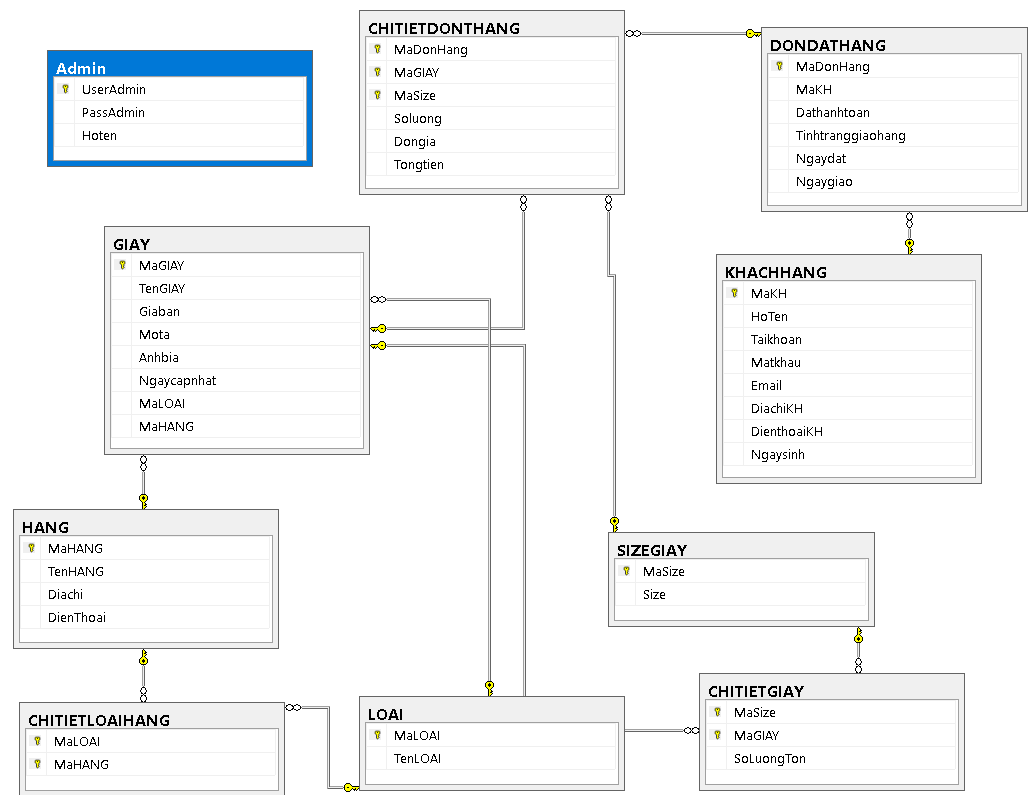 Admin
UserAdmin
PassAdmin
Hoten
CHITIETDONTHANG
MaDonHang
MaGIAY
MaSize
Soluong
Dongia
Tongtien
DONDATHANG
MaDonHang
MaKH
Dathanhtoan
Tinhtranggiaohang
Ngaydat
Ngaygiao
GIAY
MaGIAY
TenGIAY
Giaban
Mota
Anhbia
Ngaycapnhat
MaLOAI
MaHANG
KHACHHANG
MaKH
HoTen
Taikhoan
Matkhau
Email
DiachiKH
DienthoaiKH
Ngaysinh
HANG
MaHANG
TenHANG
Diachi
DienThoai
SIZEGIAY
MaSize
Size
CHITIETLOAIHANG
MaLOAI
MaHANG
LOAI
MaLOAI
TenLOAI
CHITIETGIAY
MaSize
MaGIAY
SoLuongTon